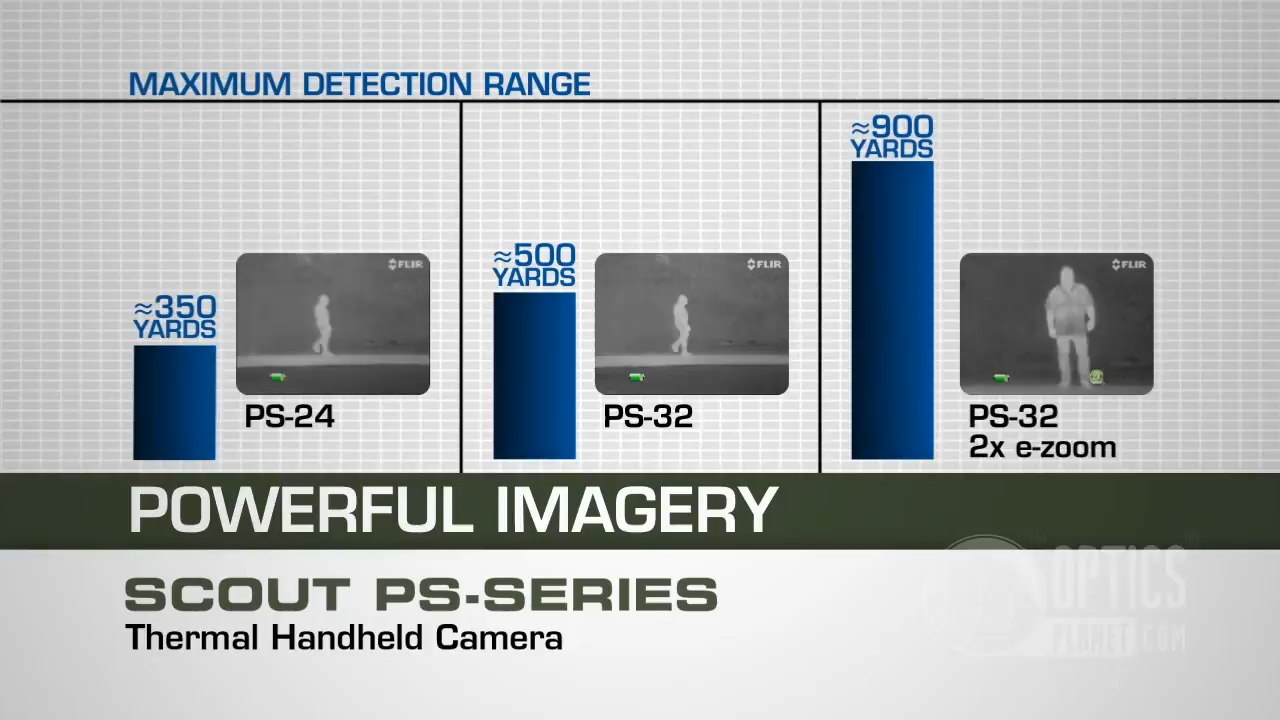 MAXIMUM DETECTION RANGE
≈350
YARDS
FLIR
PS-24
≈500
YARDS
FLIR
PS-32
≈900
YARDS
FLIR
PS-32
2x e-zoom
POWERFUL IMAGERY
SCOUT PS-SERIES
Thermal Handheld Camera
OPTICS
PLANET.COM